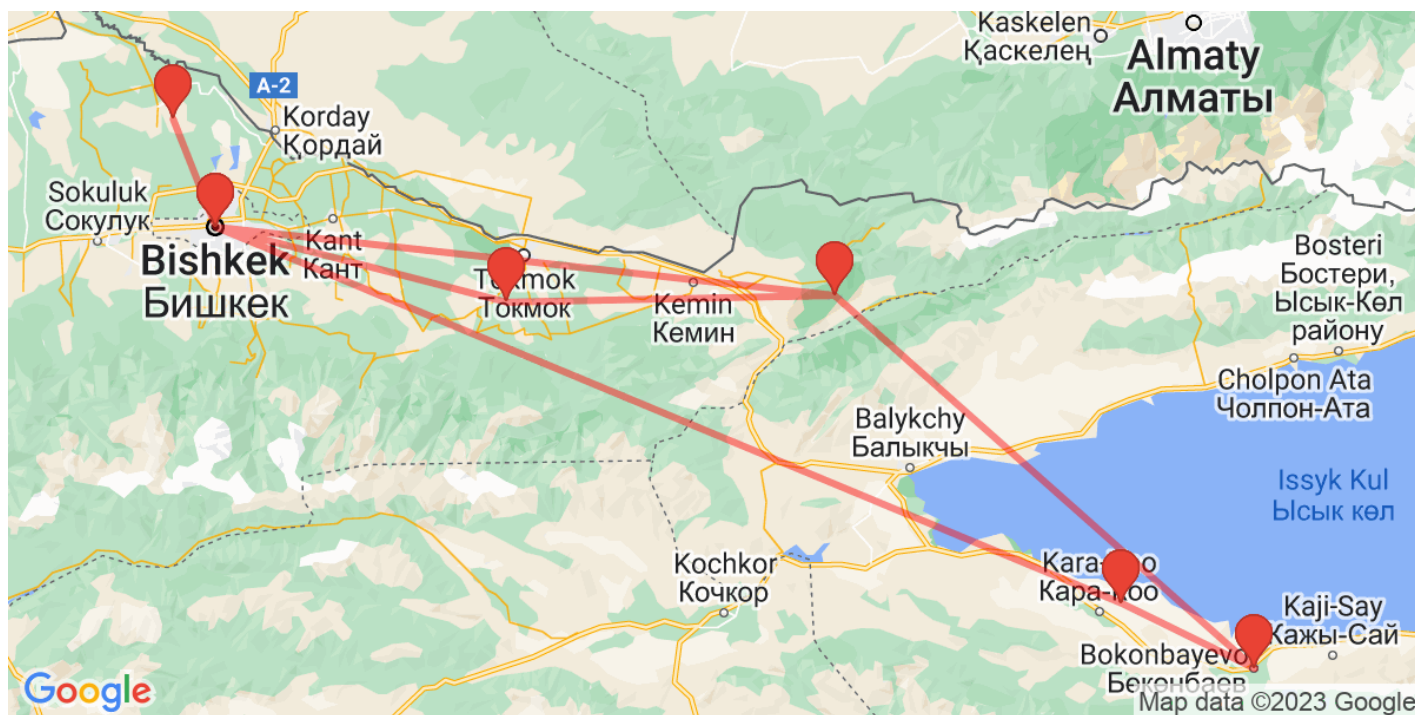 Kaskelen
Қаскелең
Almaty
Алматы
A-2
Korday
Қордай
Sokuluk
Сокулук
Kant
Кант
Bishkek
Бишкек
Токмок
Kemin
Кемин
Bosteri
Бостери,
Ысык-Көл
району
Cholpon Ata
Чолпон-Ата
Balykchy
Балыкчы
Issyk Kul
Ысык көл
Kochkor
Кочкор
Kaji-Say
Кажы-Сай
Bokonbayevo
Бөкөнбаев
Google
Map data ©2023 Google